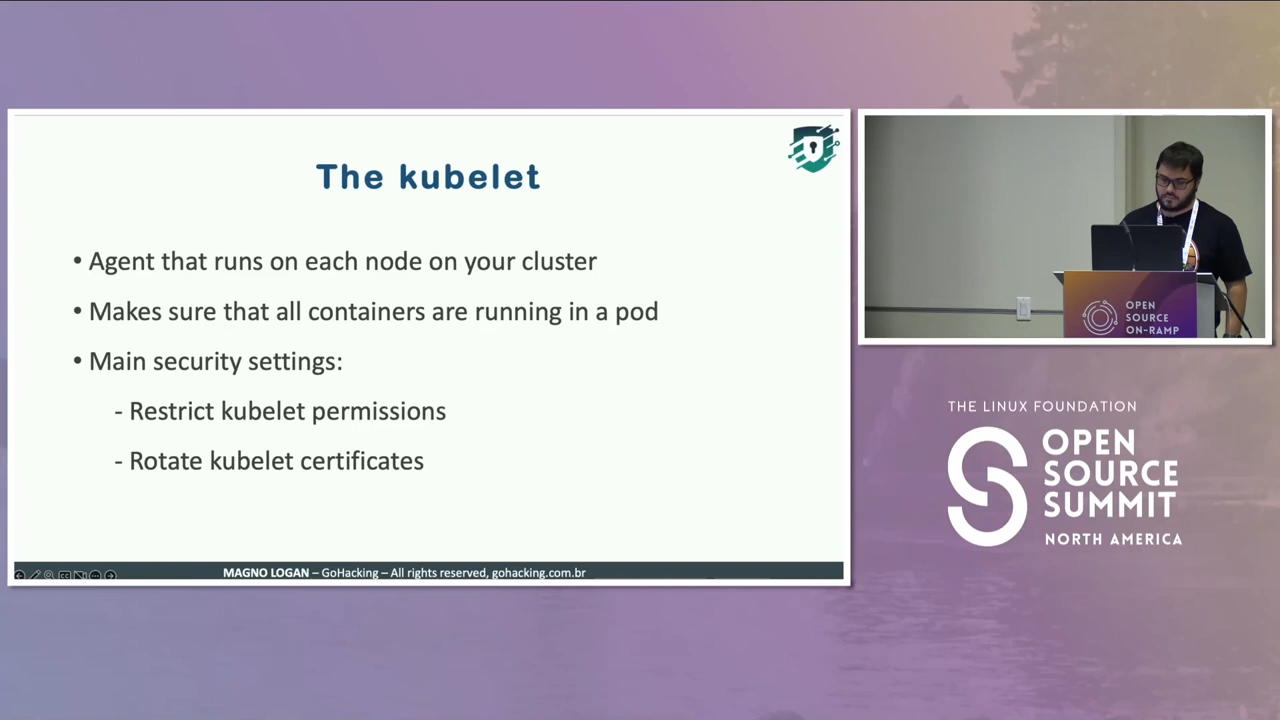 The kubelet
• Agent that runs on each node on your cluster
• Makes sure that all containers are running in a pod
• Main security settings:
- Restrict kubelet permissions
- Rotate kubelet certificates
MAGNO LOGAN – GoHacking – All rights reserved, gohacking.com.br
OPEN
SOURCE
ON-RAMP
THE LINUX FOUNDATION
OPEN
SOURCE
SUMMIT
NORTH AMERICA